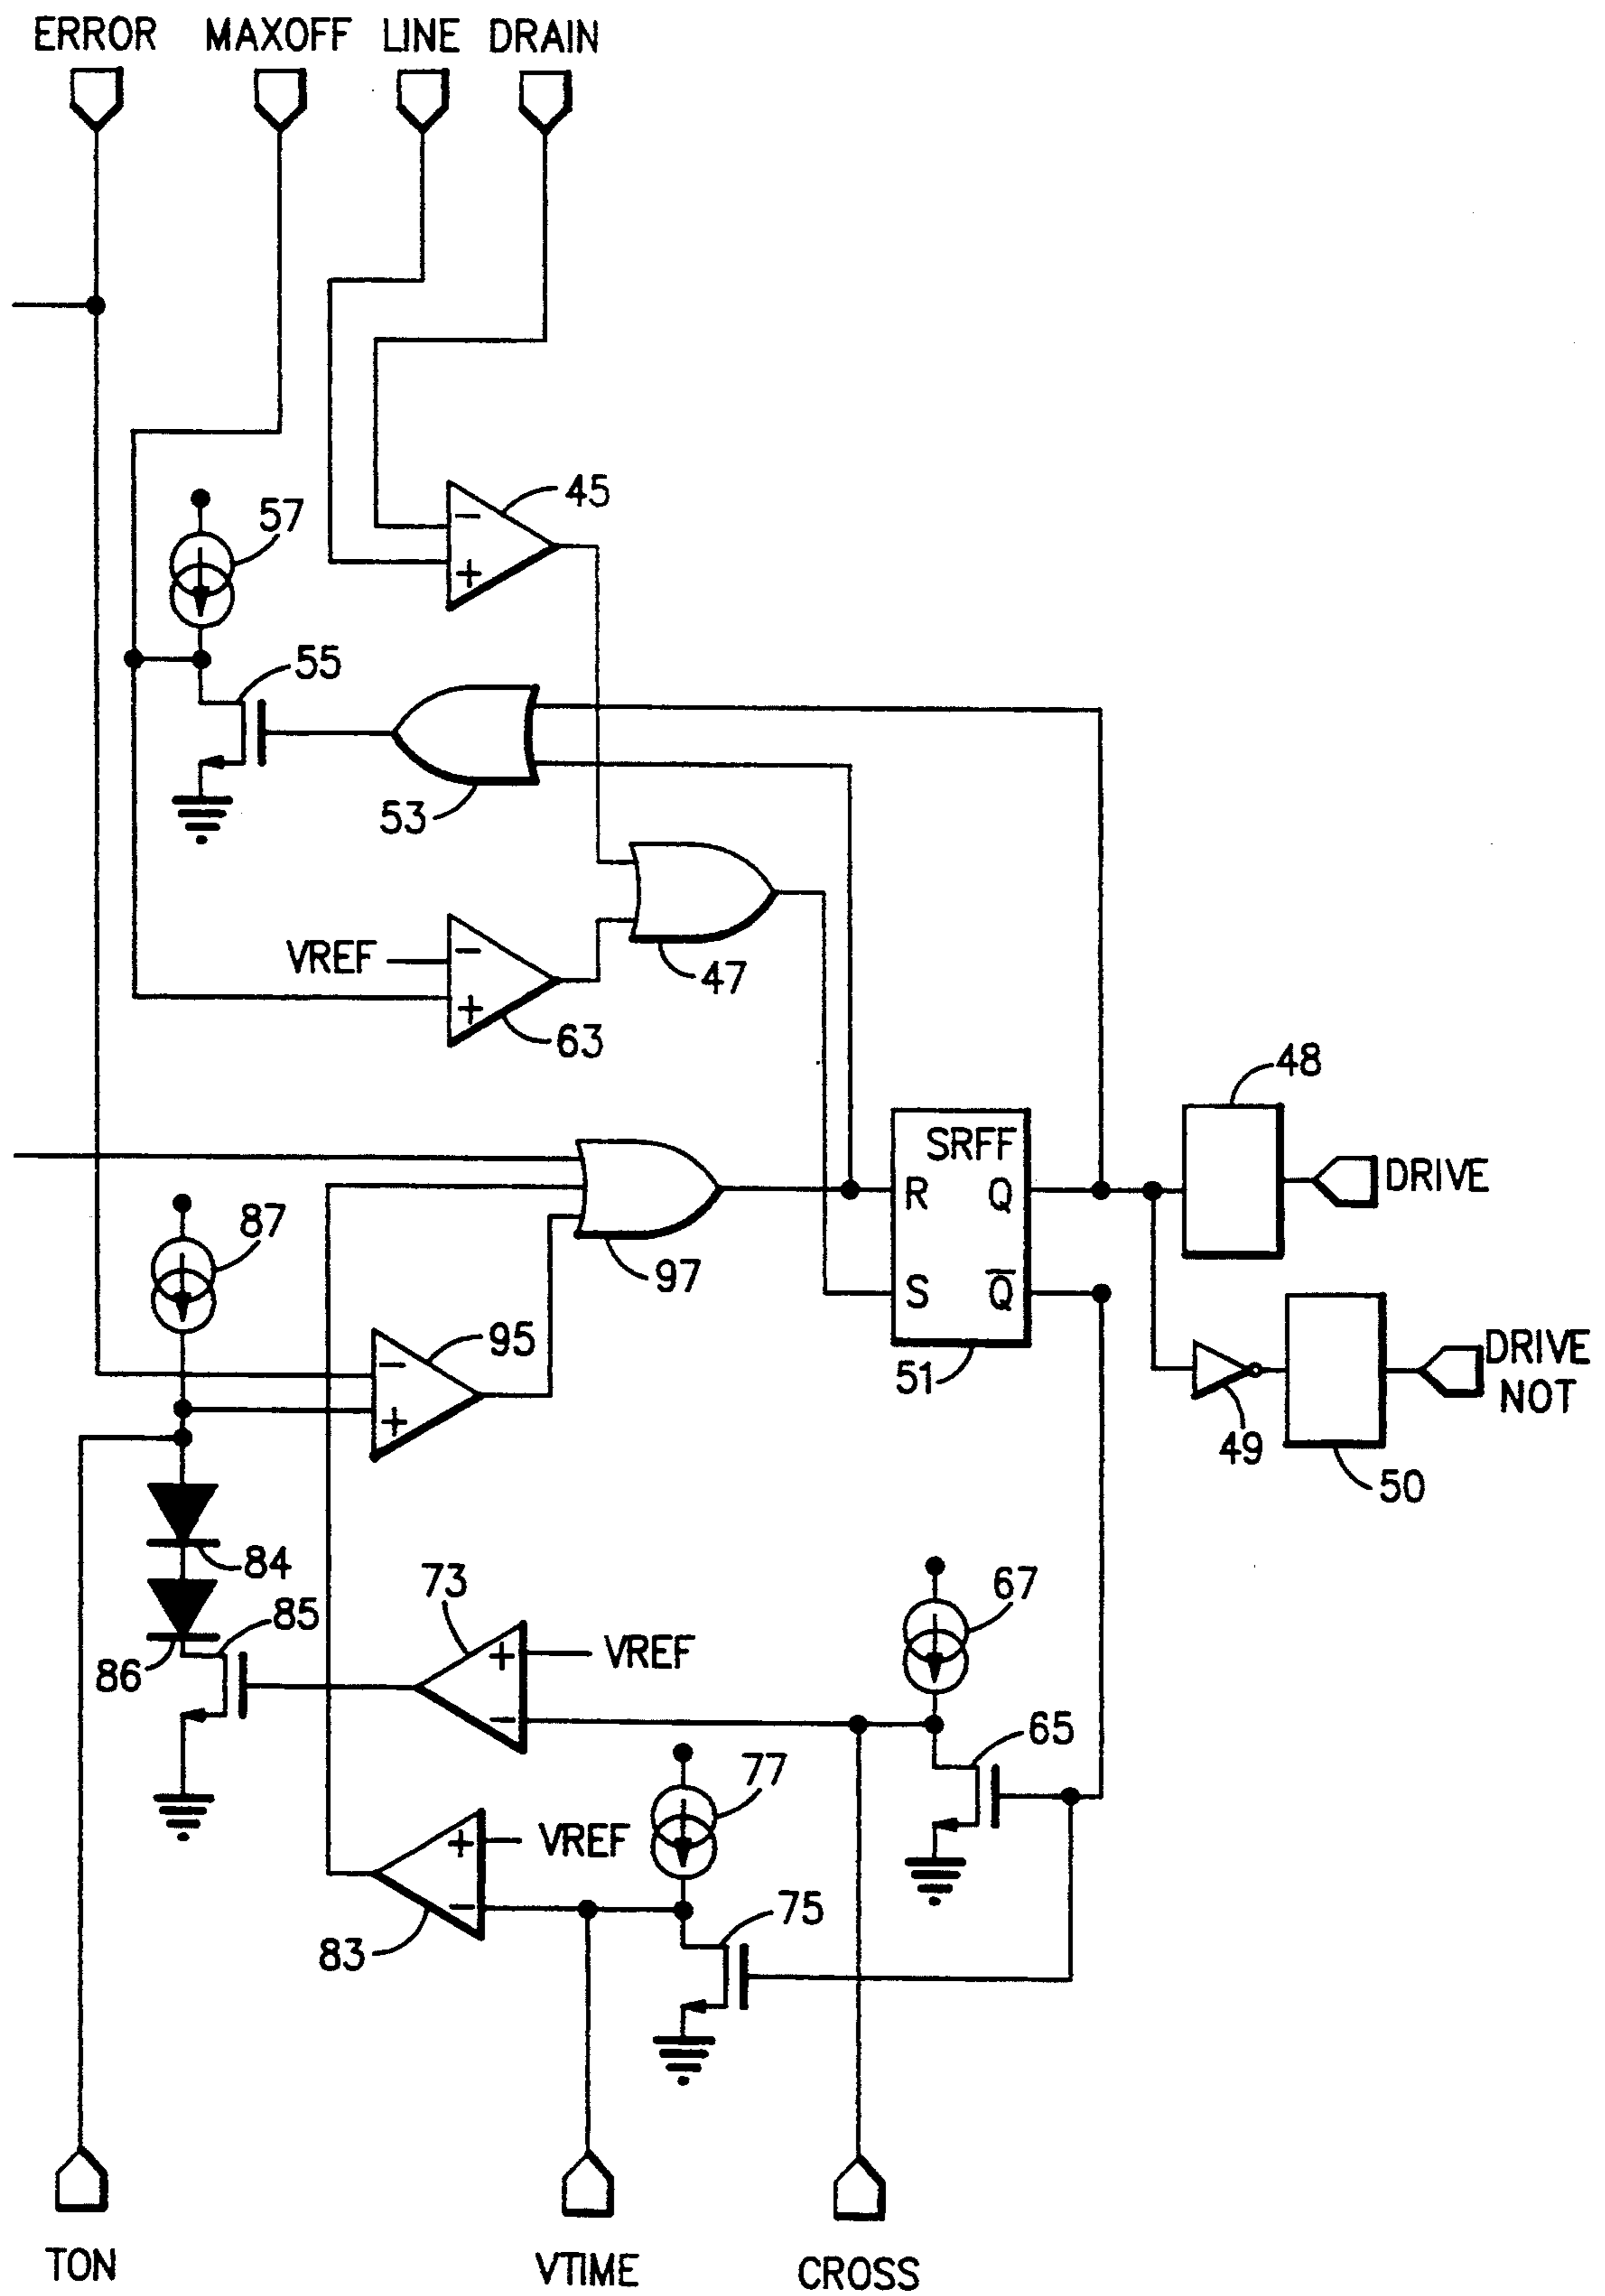 ERROR MAXOFF LINE DRAIN
45
57
55
53
VREF
47
63
48
SRFF
R Q
DRIVE
87
97
S Q̅
95
51
DRIVE NOT
49
50
84
73
67
85
VREF
86
65
77
VREF
75
83
TON VTIME CROSS
− + − + − + + − + −